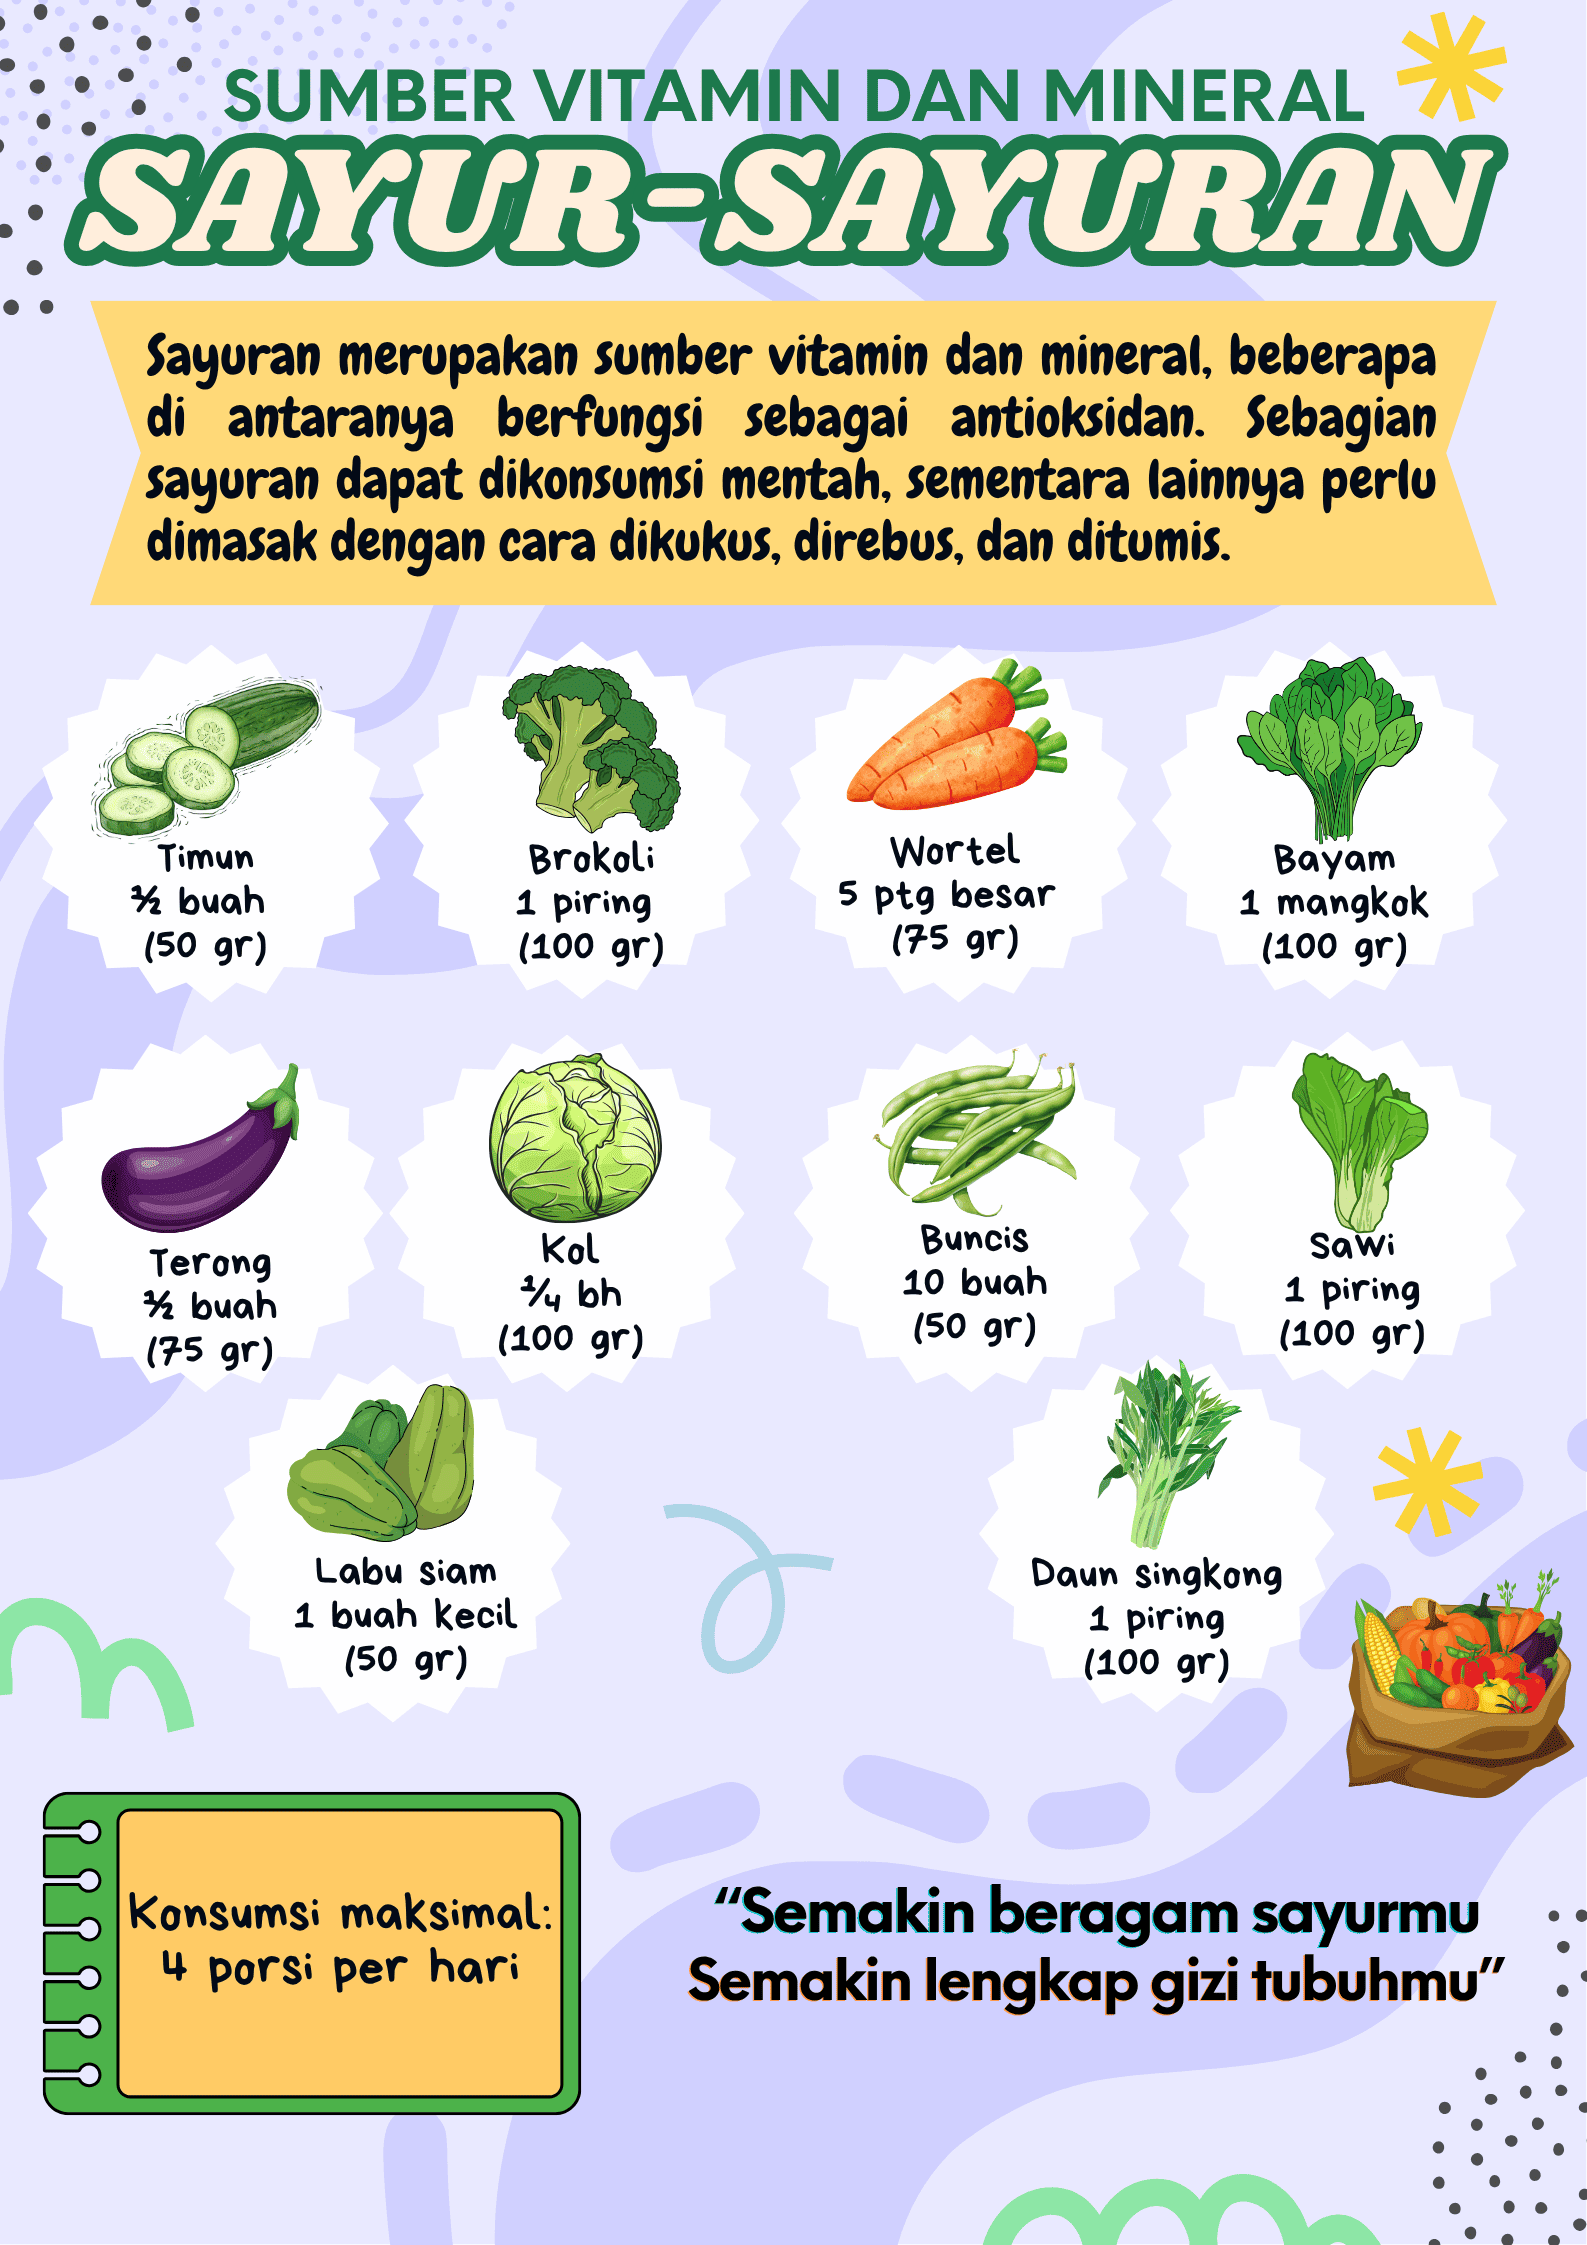 SUMBER VITAMIN DAN MINERAL
SAYUR-SAYURAN
Sayuran merupakan sumber vitamin dan mineral, beberapa
di antaranya berfungsi sebagai antioksidan. Sebagian
sayuran dapat dikonsumsi mentah, sementara lainnya perlu
dimasak dengan cara dikukus, direbus, dan ditumis.
Timun
½ buah
(50 gr)
Brokoli
1 piring
(100 gr)
Wortel
5 ptg besar
(75 gr)
Bayam
1 mangkok
(100 gr)
Terong
½ buah
(75 gr)
Kol
¼ bh
(100 gr)
Buncis
10 buah
(50 gr)
Sawi
1 piring
(100 gr)
Labu siam
1 buah kecil
(50 gr)
Daun singkong
1 piring
(100 gr)
Konsumsi maksimal:
4 porsi per hari
“Semakin beragam sayurmu
Semakin lengkap gizi tubuhmu”